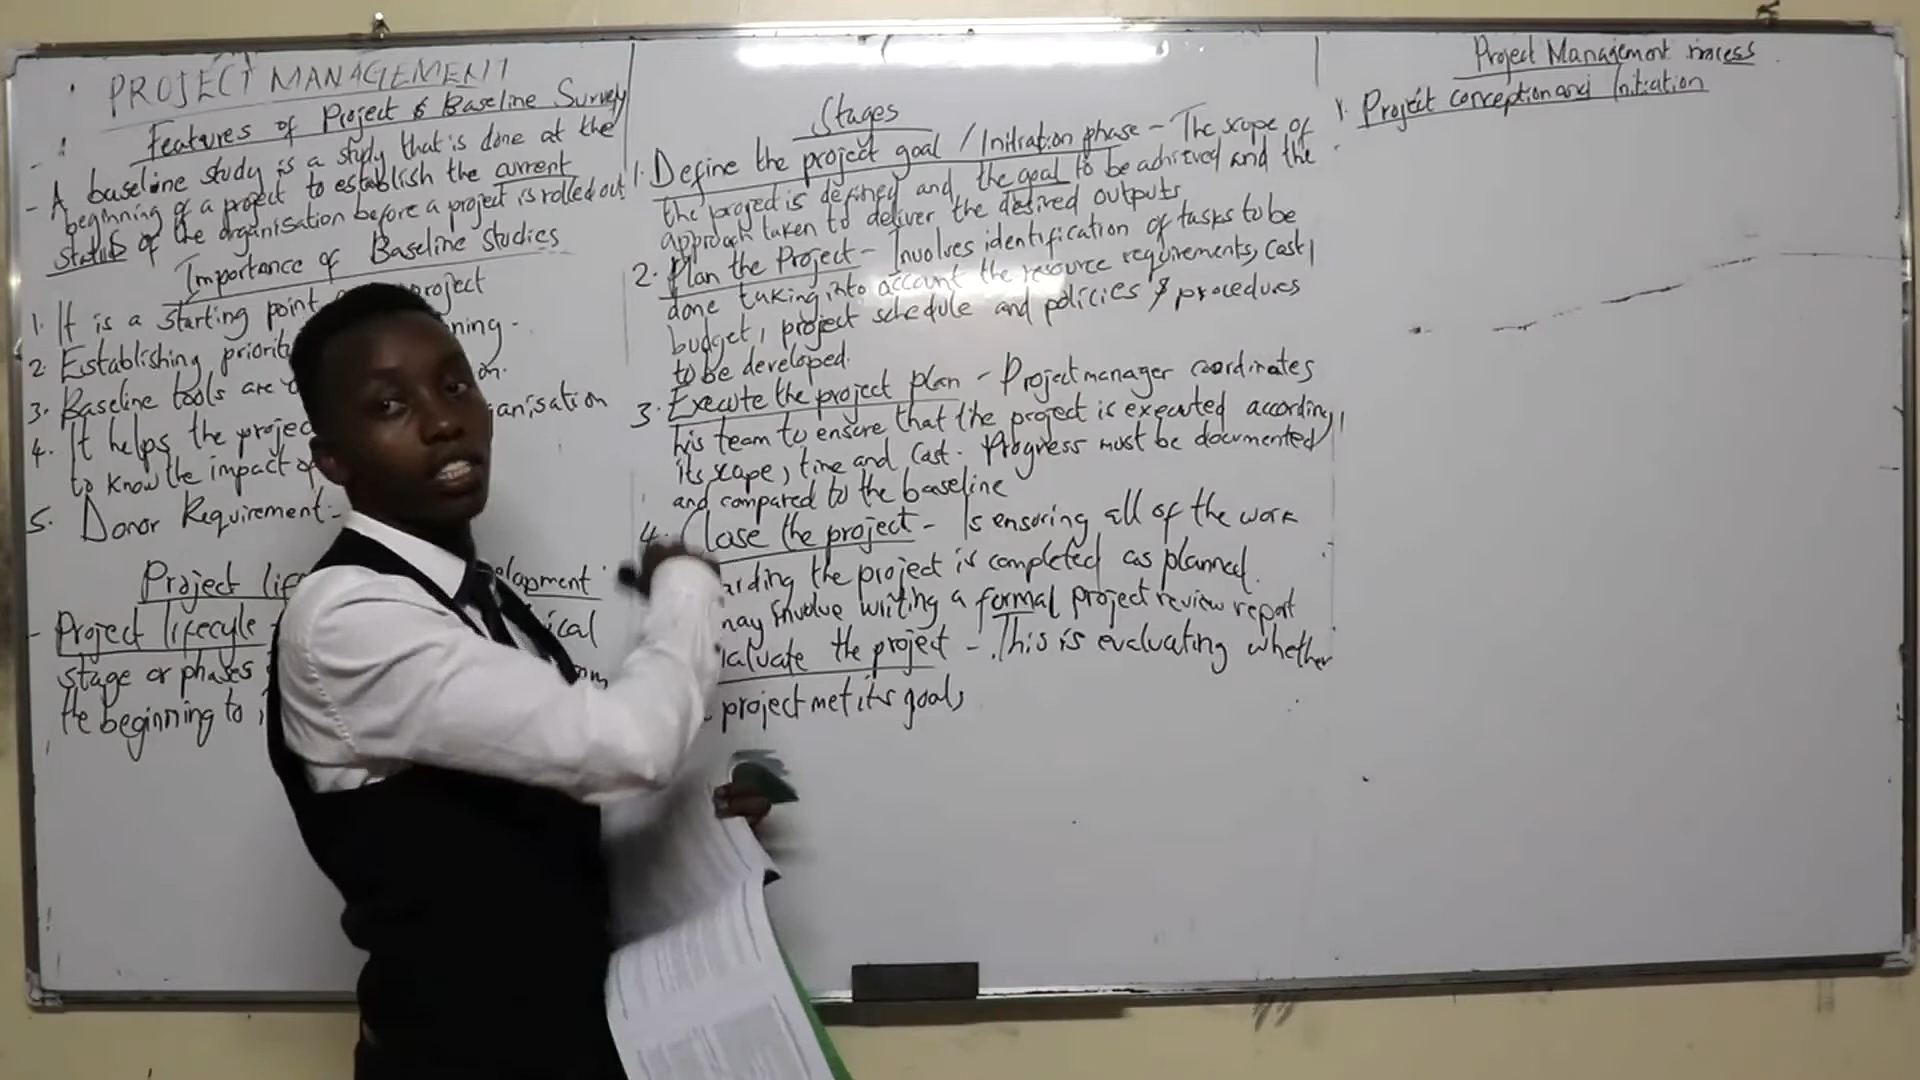 PROJECT MANAGEMENT
Features of Project & Baseline Survey
- A baseline study is a study that is done at the
beginning of a project to establish the current
status of the organisation before a project is rolled out
Importance of Baseline studies
1. It is a starting point project
2. Establishing ning.
3. Baseline tools are on.
4. It helps the anisation
to know the impact of
5. Donor Requirement:-
Project elopment
- Project lifecyle ical
stage or phases om
the beginning to
Stages
1. Define the project goal / Initiation phase - The scope of
the project is defined and the goal to be achieved and the
approach taken to deliver the desired outputs
2. Plan the Project - Involves identification of tasks to be
done taking into account the resource requirements, cost/
budget, project schedule and policies & procedures
to be developed.
3. Execute the project plan - Project manager coordinates
his team to ensure that the project is executed according
its scope, time and cost. Progress must be documented
and compared to the baseline
4. Close the project - Is ensuring all of the work
arding the project is completed as planned.
may involve writing a formal project review report
aluate the project - This is evaluating whether
project met its goals
Project Management Process
1. Project conception and Initiation